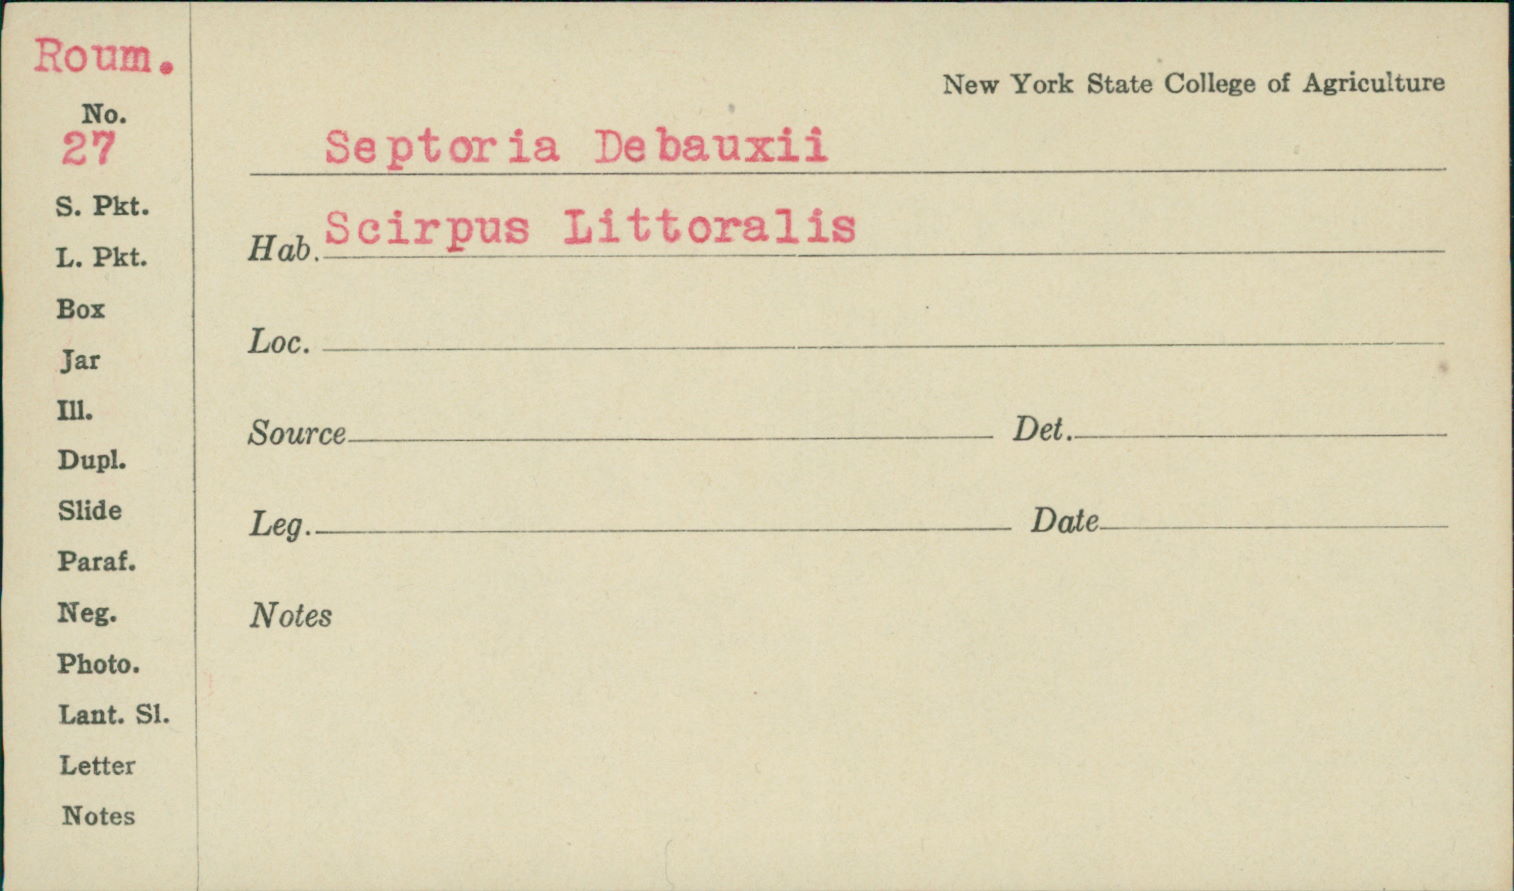 Roum.
No.
27
S. Pkt.
L. Pkt.
Box
Jar
Ill.
Dupl.
Slide
Paraf.
Neg.
Photo.
Lant. Sl.
Letter
Notes
New York State College of Agriculture
Septoria Debauxii
Hab. Scirpus Littoralis
Loc.
Source Det.
Leg. Date
Notes